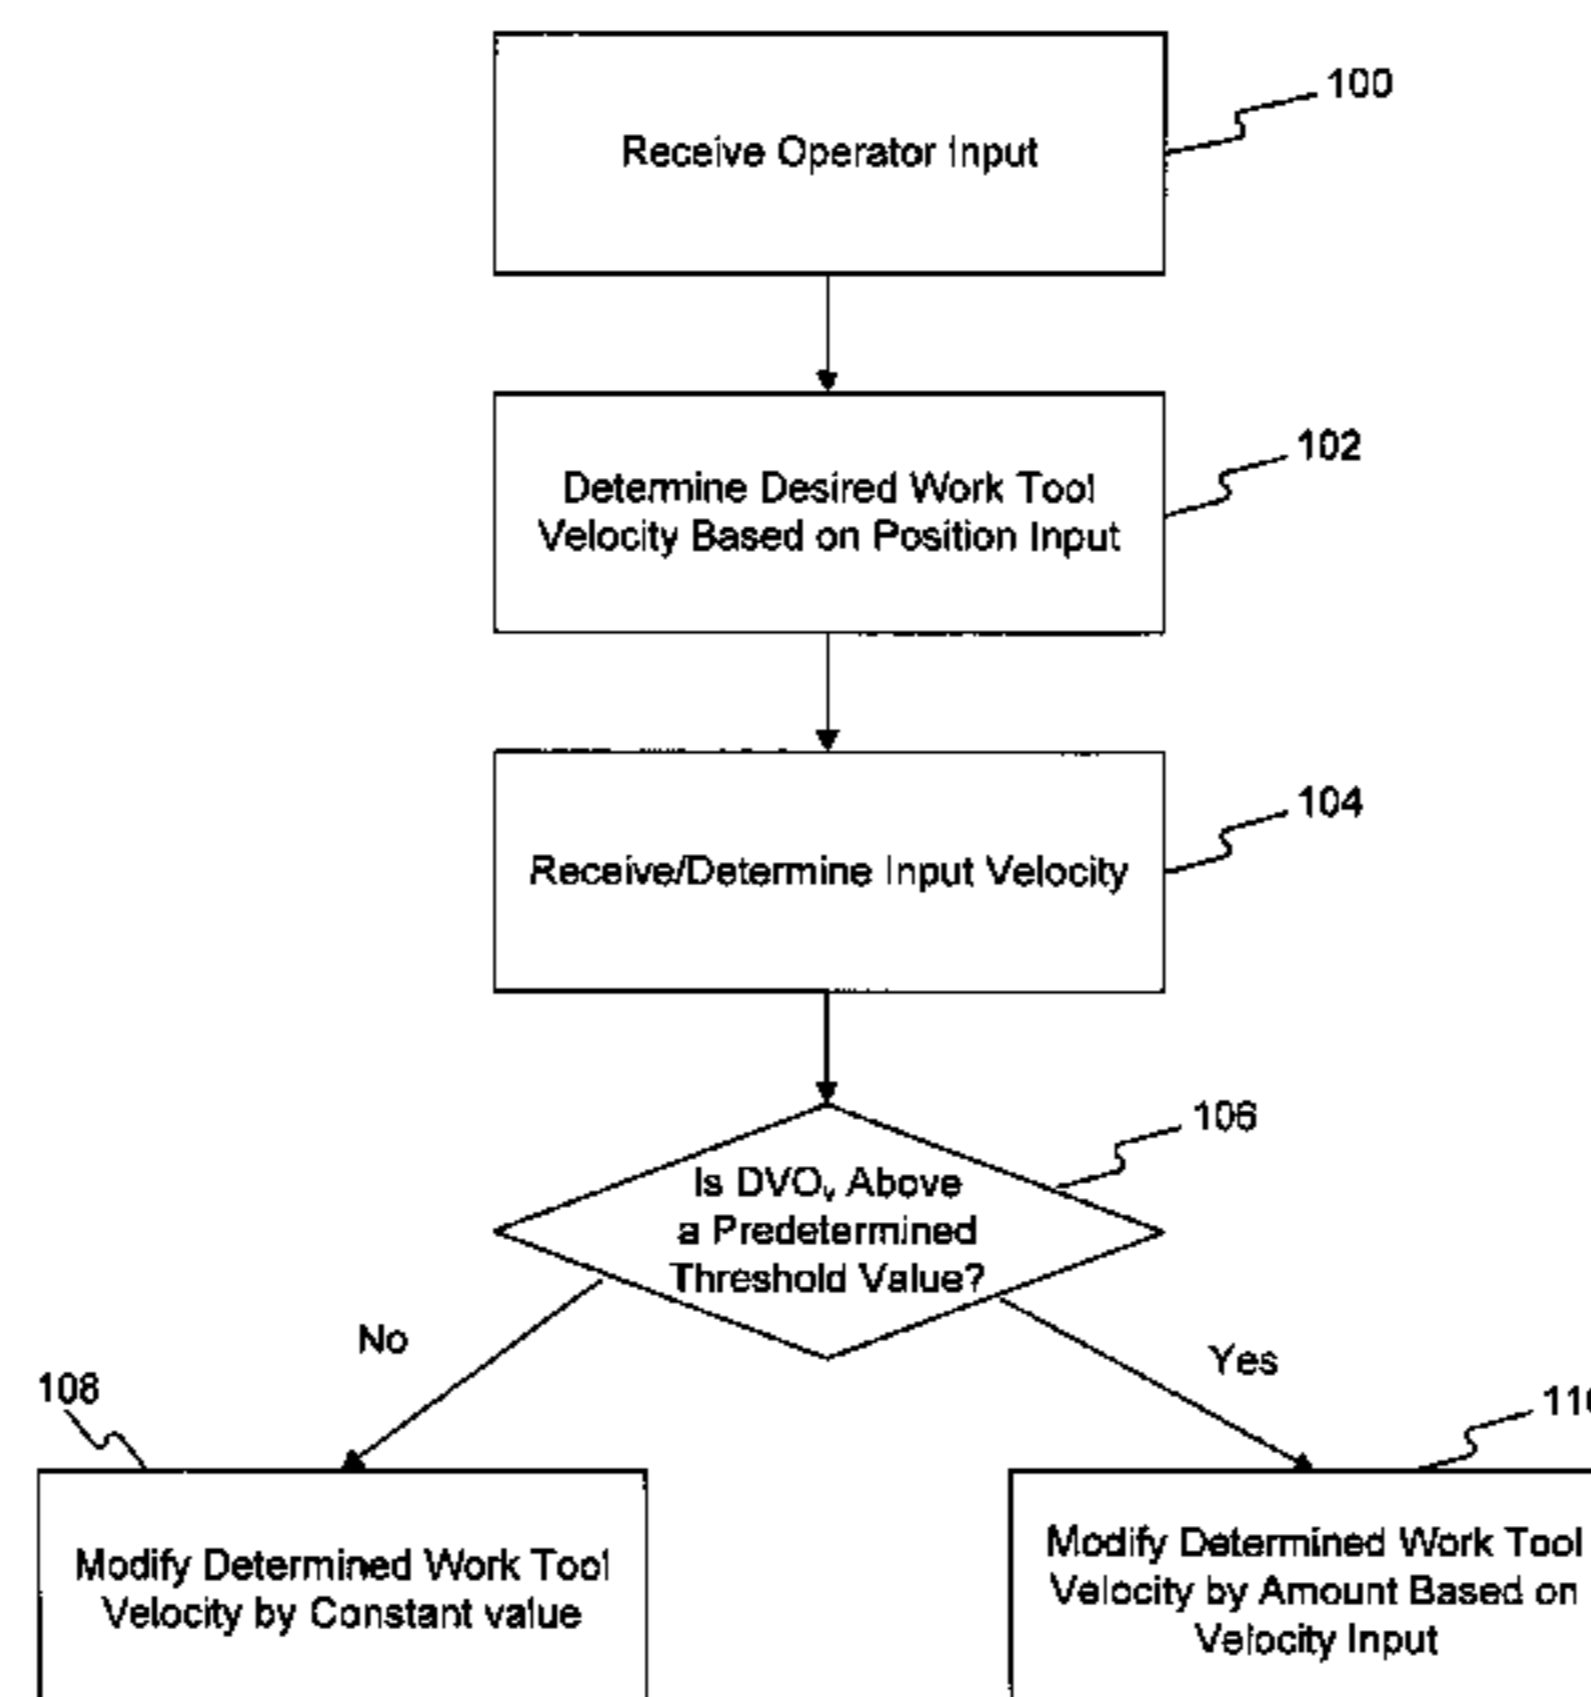 100
Receive Operator Input
102
Determine Desired Work Tool
Velocity Based on Position Input
104
Receive/Determine Input Velocity
106
Is DVOv Above
a Predetermined
Threshold Value?
No
Yes
108
110
Modify Determined Work Tool
Velocity by Constant value
Modify Determined Work Tool
Velocity by Amount Based on
Velocity Input